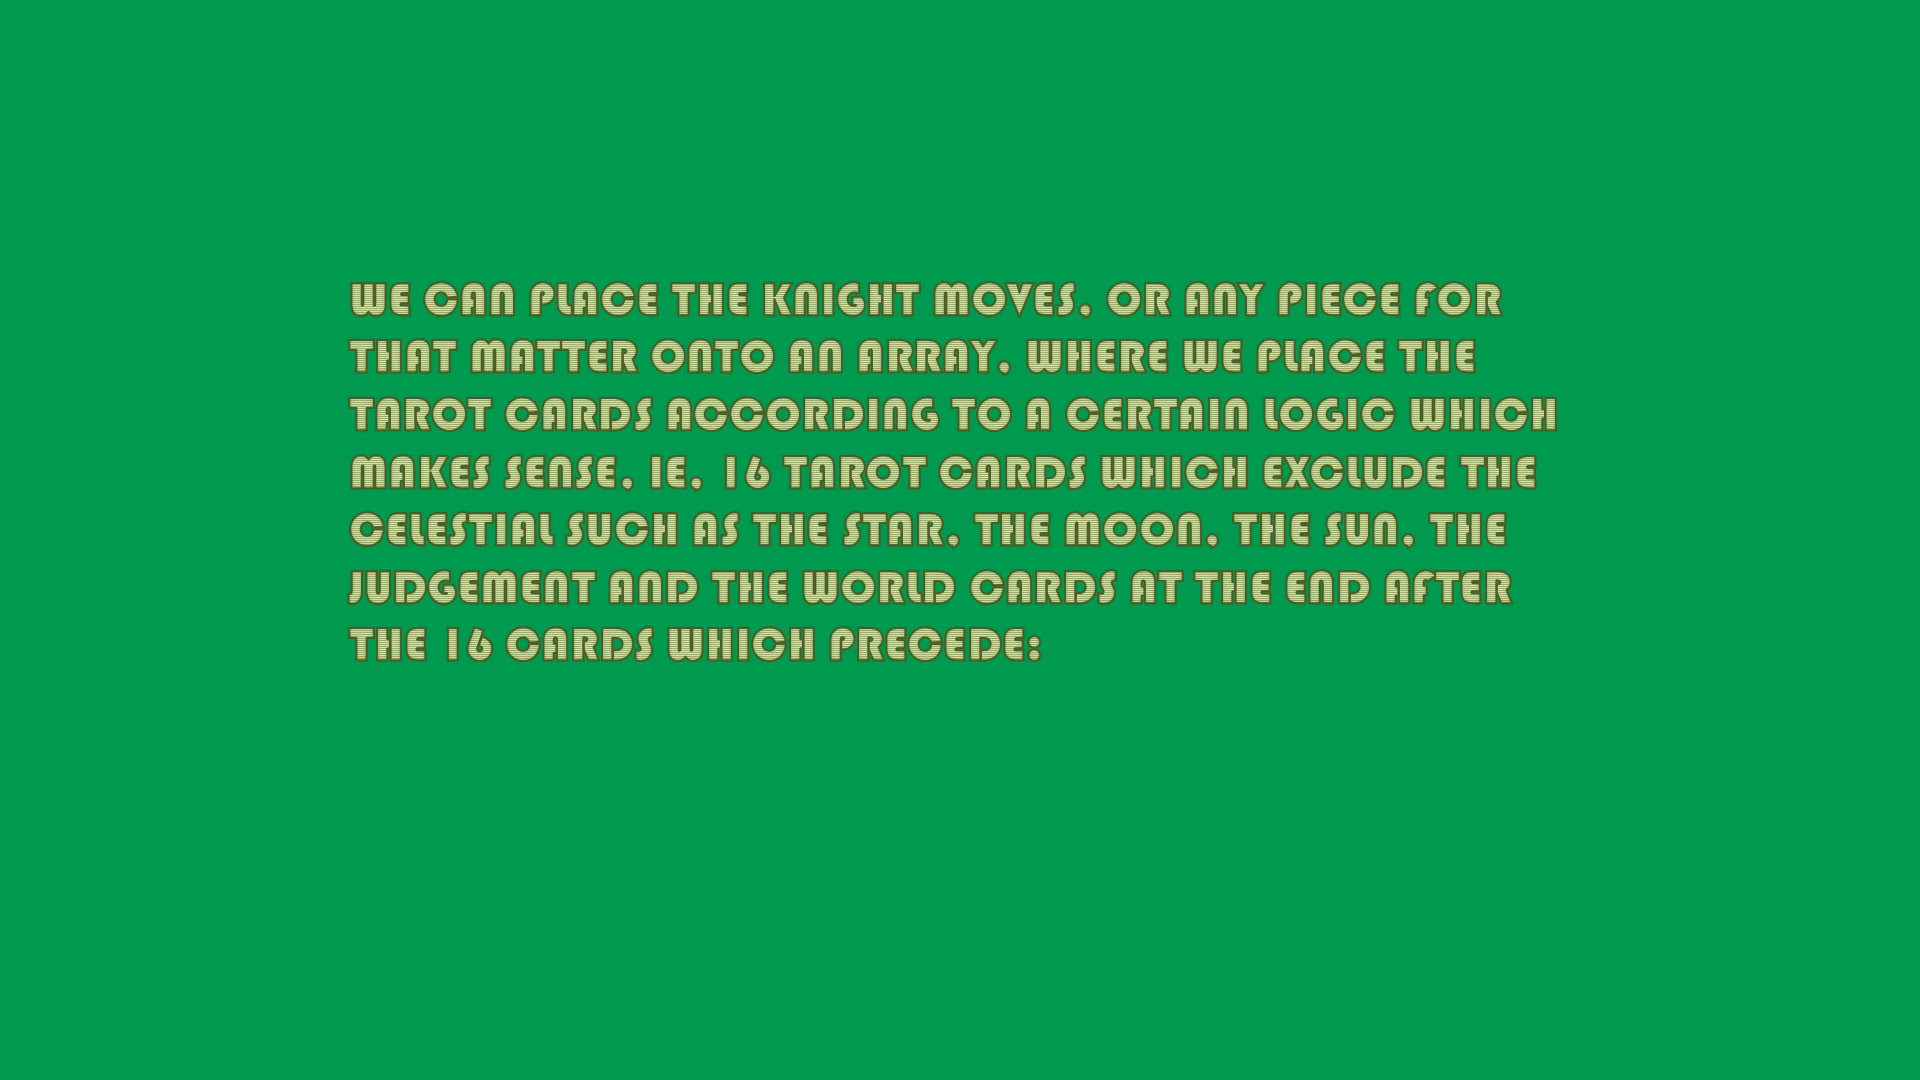 WE CAN PLACE THE KNIGHT MOVES, OR ANY PIECE FOR
THAT MATTER ONTO AN ARRAY, WHERE WE PLACE THE
TAROT CARDS ACCORDING TO A CERTAIN LOGIC WHICH
MAKES SENSE, IE, 16 TAROT CARDS WHICH EXCLUDE THE
CELESTIAL SUCH AS THE STAR, THE MOON, THE SUN, THE
JUDGEMENT AND THE WORLD CARDS AT THE END AFTER
THE 16 CARDS WHICH PRECEDE: